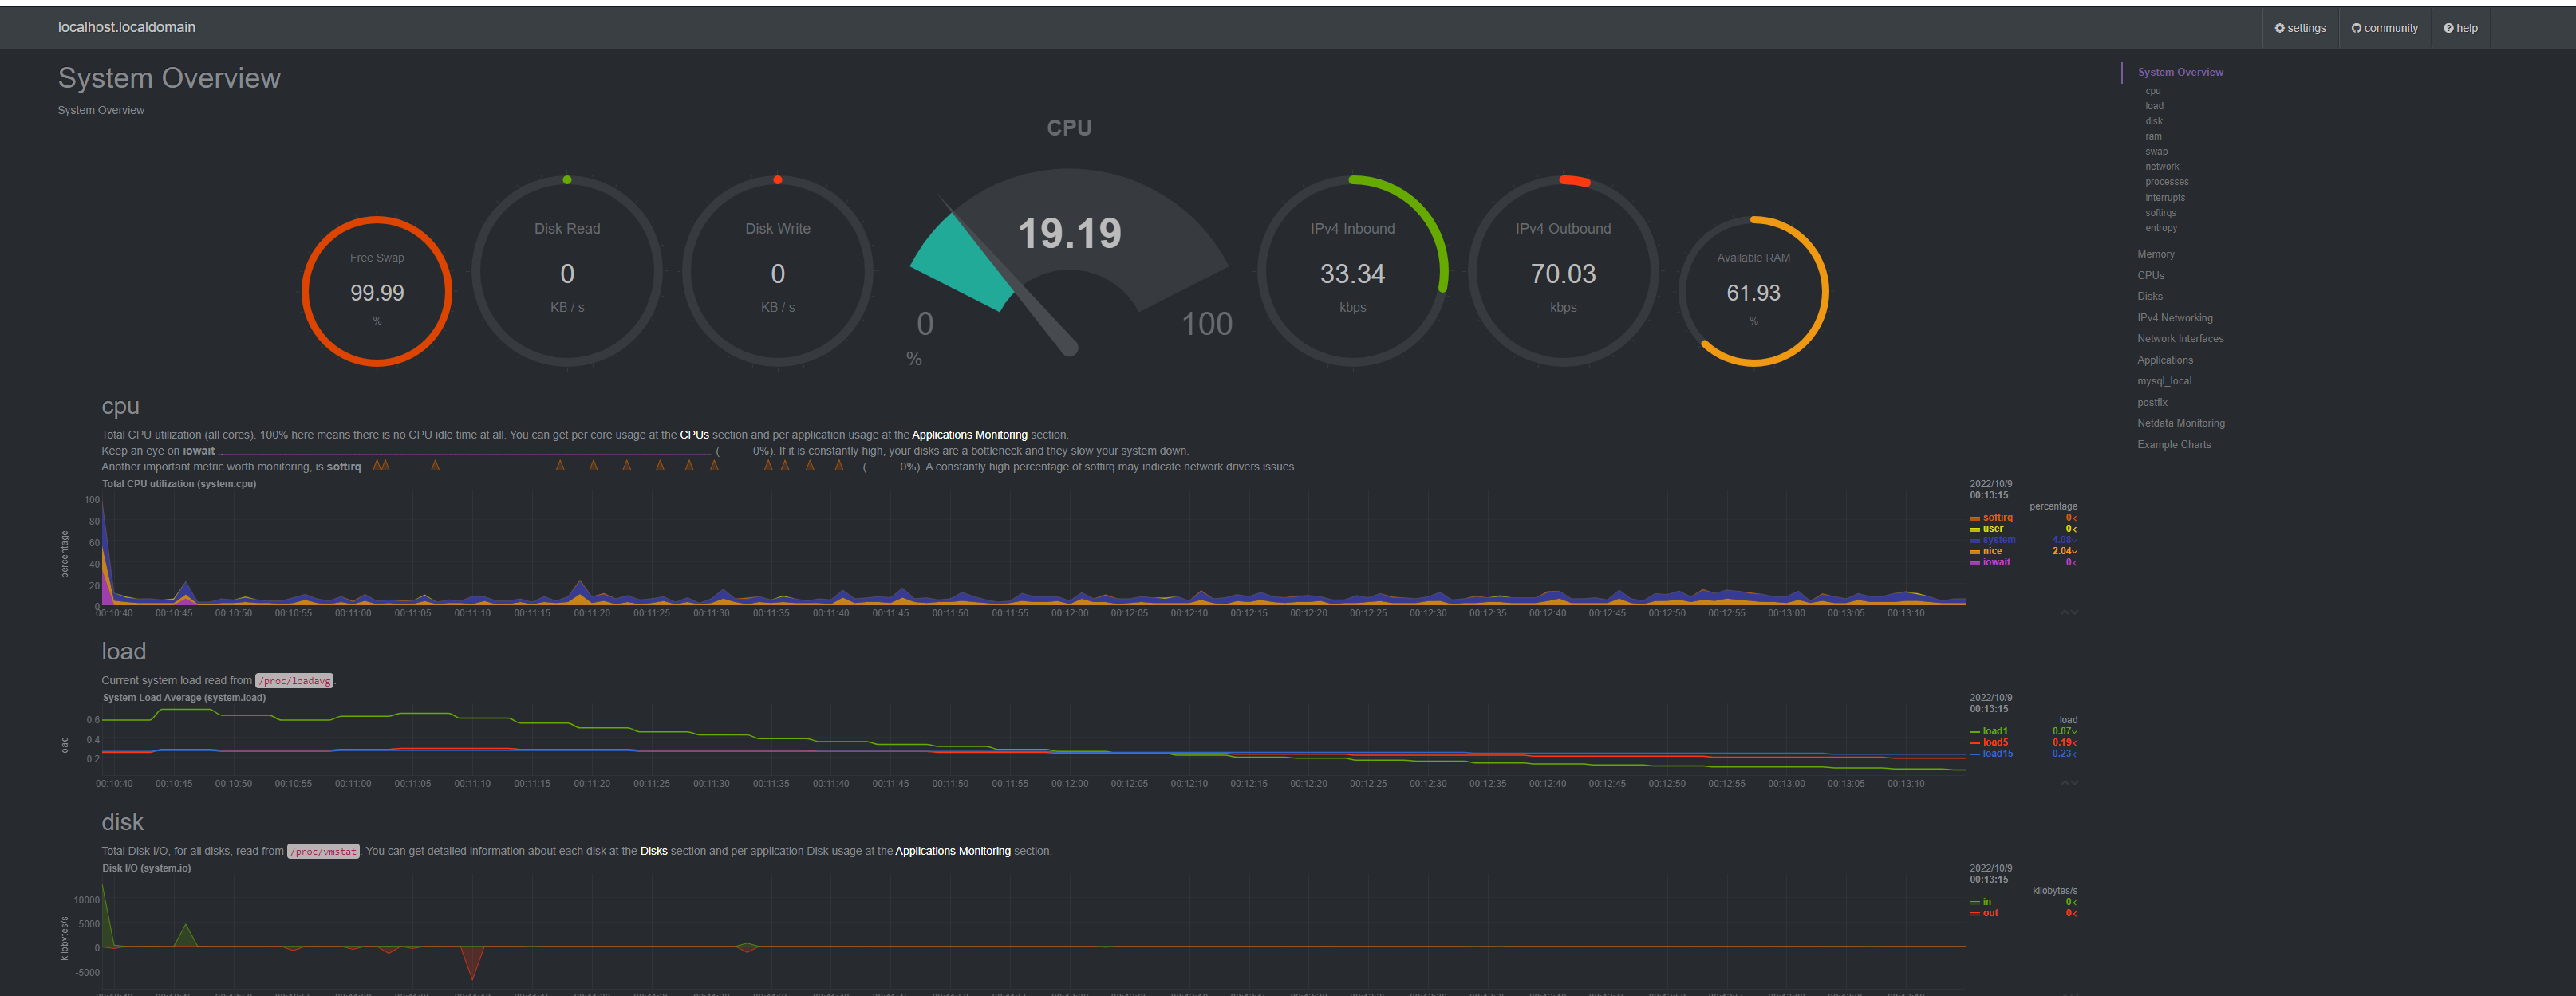 localhost.localdomain
settings
community
help
System Overview
System Overview
CPU
Free Swap
99.99
%
Disk Read
0
KB / s
Disk Write
0
KB / s
19.19
0
100
%
IPv4 Inbound
33.34
kbps
IPv4 Outbound
70.03
kbps
Available RAM
61.93
%
System Overview
cpu
load
disk
ram
swap
network
processes
interrupts
softirqs
entropy
Memory
CPUs
Disks
IPv4 Networking
Network Interfaces
Applications
mysql_local
postfix
Netdata Monitoring
Example Charts
cpu
Total CPU utilization (all cores). 100% here means there is no CPU idle time at all. You can get per core usage at the CPUs section and per application usage at the Applications Monitoring section.
Keep an eye on iowait ( 0%). If it is constantly high, your disks are a bottleneck and they slow your system down.
Another important metric worth monitoring, is softirq ( 0%). A constantly high percentage of softirq may indicate network drivers issues.
Total CPU utilization (system.cpu)
percentage
100
80
60
40
20
0
00:10:40 00:10:45 00:10:50 00:10:55 00:11:00 00:11:05 00:11:10 00:11:15 00:11:20 00:11:25 00:11:30 00:11:35 00:11:40 00:11:45 00:11:50 00:11:55 00:12:00 00:12:05 00:12:10 00:12:15 00:12:20 00:12:25 00:12:30 00:12:35 00:12:40 00:12:45 00:12:50 00:12:55 00:13:00 00:13:05 00:13:10
2022/10/9
00:13:15
percentage
softirq 0
user 0
system 4.08
nice 2.04
iowait 0
load
Current system load read from /proc/loadavg.
System Load Average (system.load)
load
0.6
0.4
0.2
00:10:40 00:10:45 00:10:50 00:10:55 00:11:00 00:11:05 00:11:10 00:11:15 00:11:20 00:11:25 00:11:30 00:11:35 00:11:40 00:11:45 00:11:50 00:11:55 00:12:00 00:12:05 00:12:10 00:12:15 00:12:20 00:12:25 00:12:30 00:12:35 00:12:40 00:12:45 00:12:50 00:12:55 00:13:00 00:13:05 00:13:10
2022/10/9
00:13:15
load
load1 0.07
load5 0.19
load15 0.23
disk
Total Disk I/O, for all disks, read from /proc/vmstat. You can get detailed information about each disk at the Disks section and per application Disk usage at the Applications Monitoring section.
Disk I/O (system.io)
kilobytes/s
10000
5000
0
-5000
2022/10/9
00:13:15
kilobytes/s
in 0
out 0